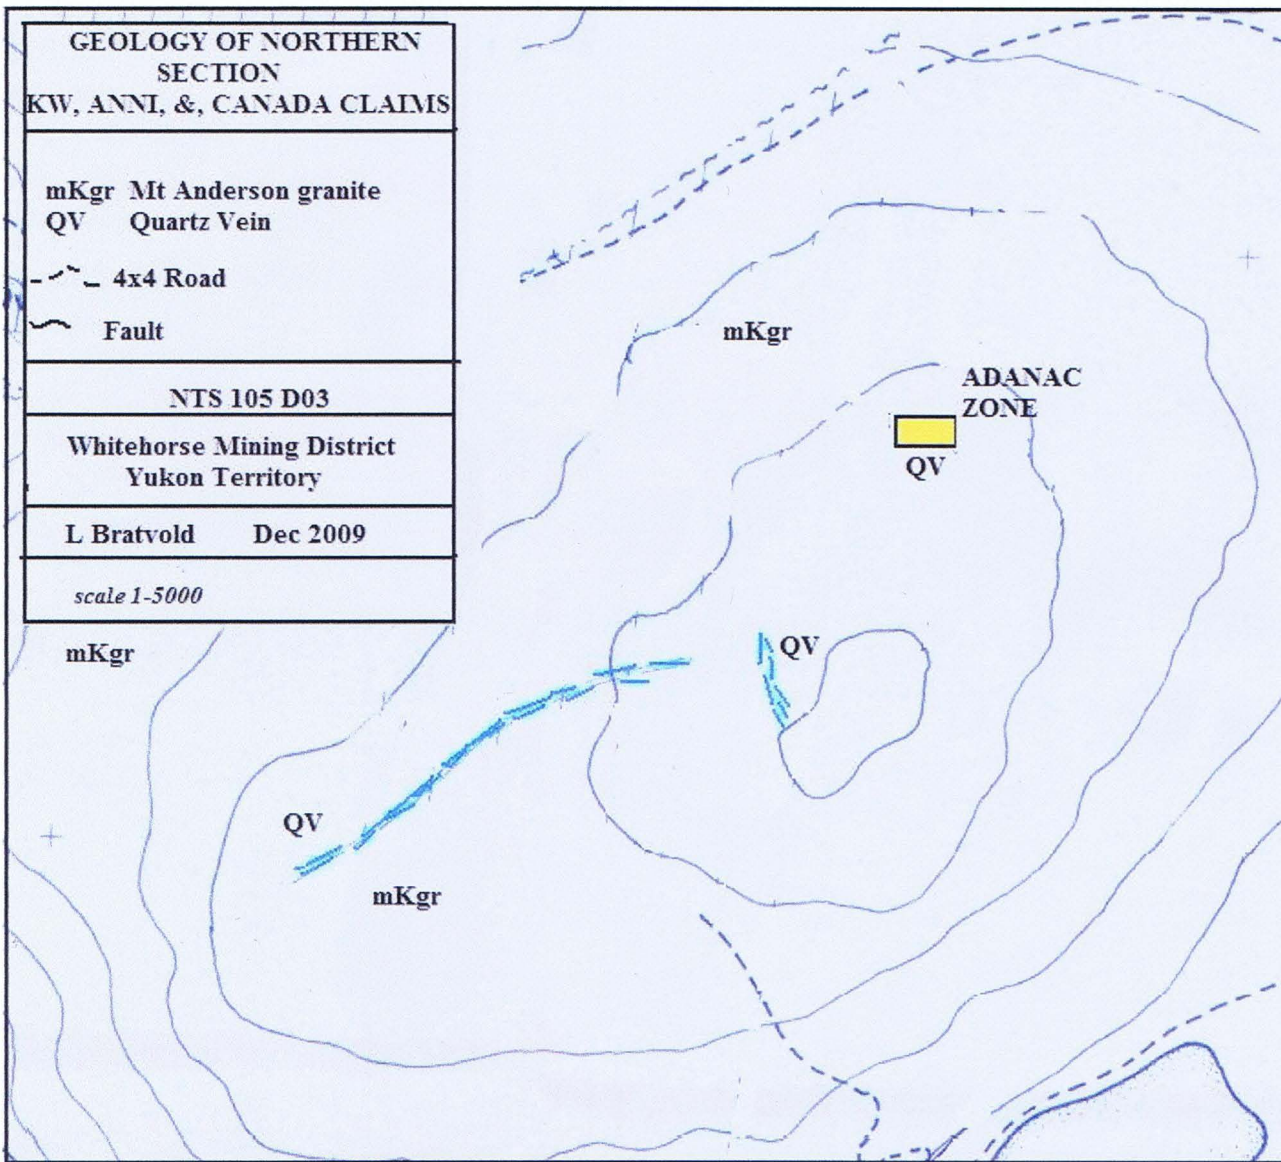 GEOLOGY OF NORTHERN
SECTION
KW, ANNI, &, CANADA CLAIMS
mKgr Mt Anderson granite
QV Quartz Vein
4x4 Road
Fault
NTS 105 D03
Whitehorse Mining District
Yukon Territory
L Bratvold Dec 2009
scale 1-5000
mKgr
mKgr
ADANAC
ZONE
QV
QV
QV
mKgr